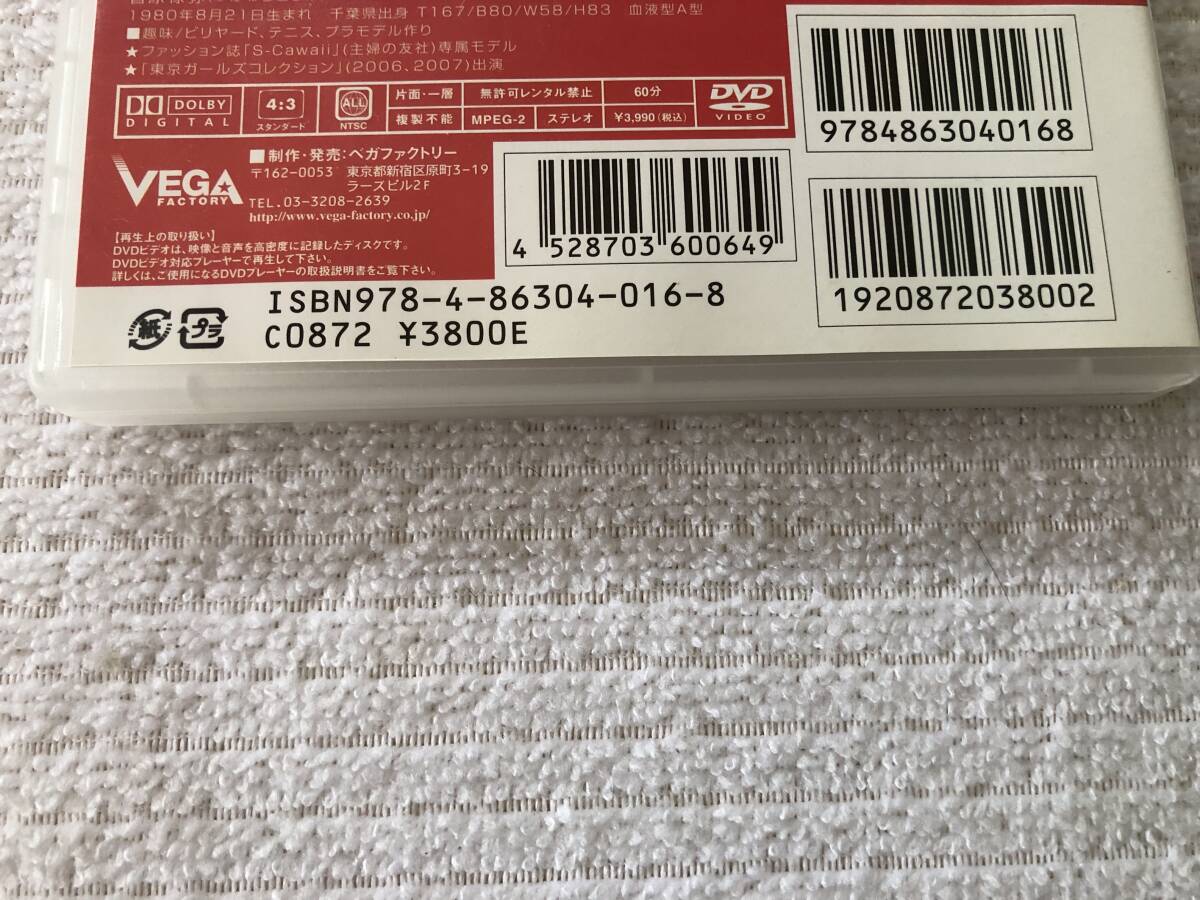 1980年8月21日生まれ 千葉県出身 T167/B80/W58/H83 血液型A型
■趣味/ビリヤード、テニス、プラモデル作り
★ファッション誌「S-Cawaii」(主婦の友社)専属モデル
★「東京ガールズコレクション」(2006、2007)出演
DOLBY
DIGITAL
4:3
スタンダード
ALL
NTSC
片面・一層
無許可レンタル禁止
60分
複製不能
MPEG-2
ステレオ
¥3,990(税込)
DVD
VIDEO
VEGA
FACTORY
■制作・発売:ベガファクトリー
〒162-0053 東京都新宿区原町3-19
ラースビル2F
TEL.03-3208-2639
http://www.vega-factory.co.jp/
【再生上の取り扱い】
DVDビデオは、映像と音声を高密度に記録したディスクです。
DVDビデオ対応プレーヤーで再生して下さい。
詳しくは、ご使用になるDVDプレーヤーの取扱説明書をご覧下さい。
9784863040168
4 528703 600649
1920872038002
ISBN978-4-86304-016-8
C0872 ¥3800E
紙
プラ